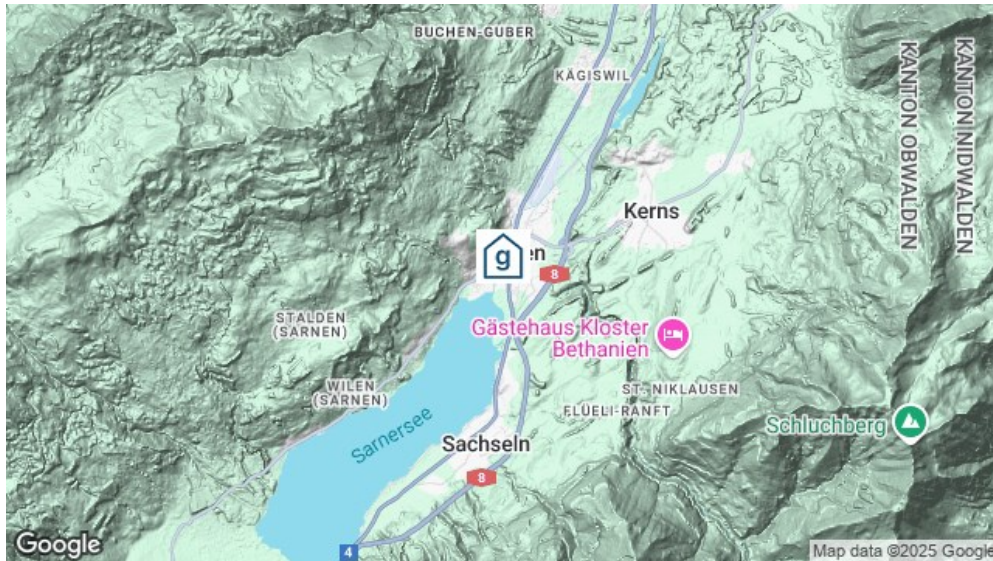 BUCHEN-GUBER
KÄGISWIL
KANTON OBWALDEN
KANTON NIDWALDEN
Kerns
g
en
8
STALDEN
(SARNEN)
Gästehaus Kloster
Bethanien
WILEN
(SARNEN)
ST. NIKLAUSEN
FLÜELI-RANFT
Sarnersee
Schluchberg
Sachseln
8
4
Google
Map data ©2025 Google